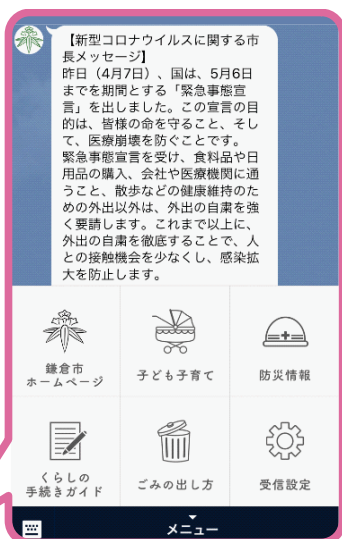 【新型コロナウイルスに関する市
長メッセージ】
昨日（4月7日）、国は、5月6日
までを期間とする「緊急事態宣
言」を出しました。この宣言の目
的は、皆様の命を守ること、そし
て、医療崩壊を防ぐことです。
緊急事態宣言を受け、食料品や日
用品の購入、会社や医療機関に通
うこと、散歩などの健康維持のた
めの外出以外は、外出の自粛を強
く要請します。これまで以上に、
外出の自粛を徹底することで、人
との接触機会を少なくし、感染拡
大を防止します。
鎌倉市
ホームページ
子ども子育て
防災情報
くらしの
手続きガイド
ごみの出し方
受信設定
メニュー